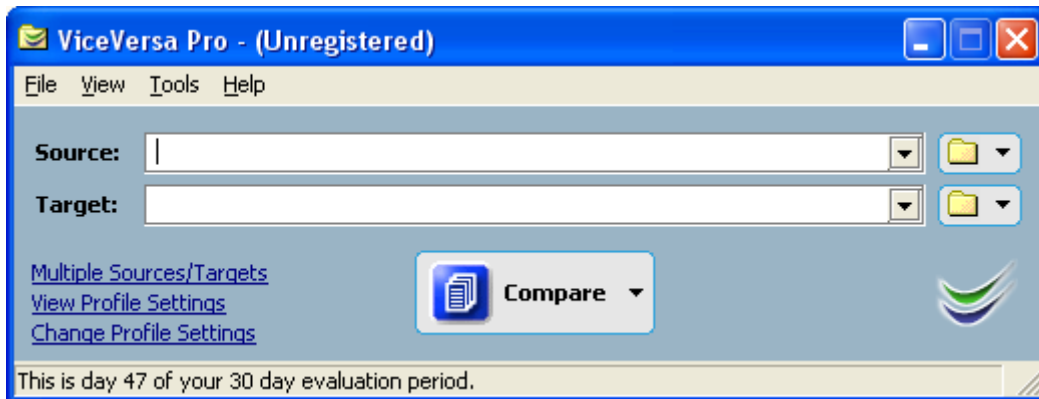 ViceVersa Pro - (Unregistered)
File View Tools Help
Source:
Target:
Multiple Sources/Targets
View Profile Settings
Change Profile Settings
Compare
This is day 47 of your 30 day evaluation period.